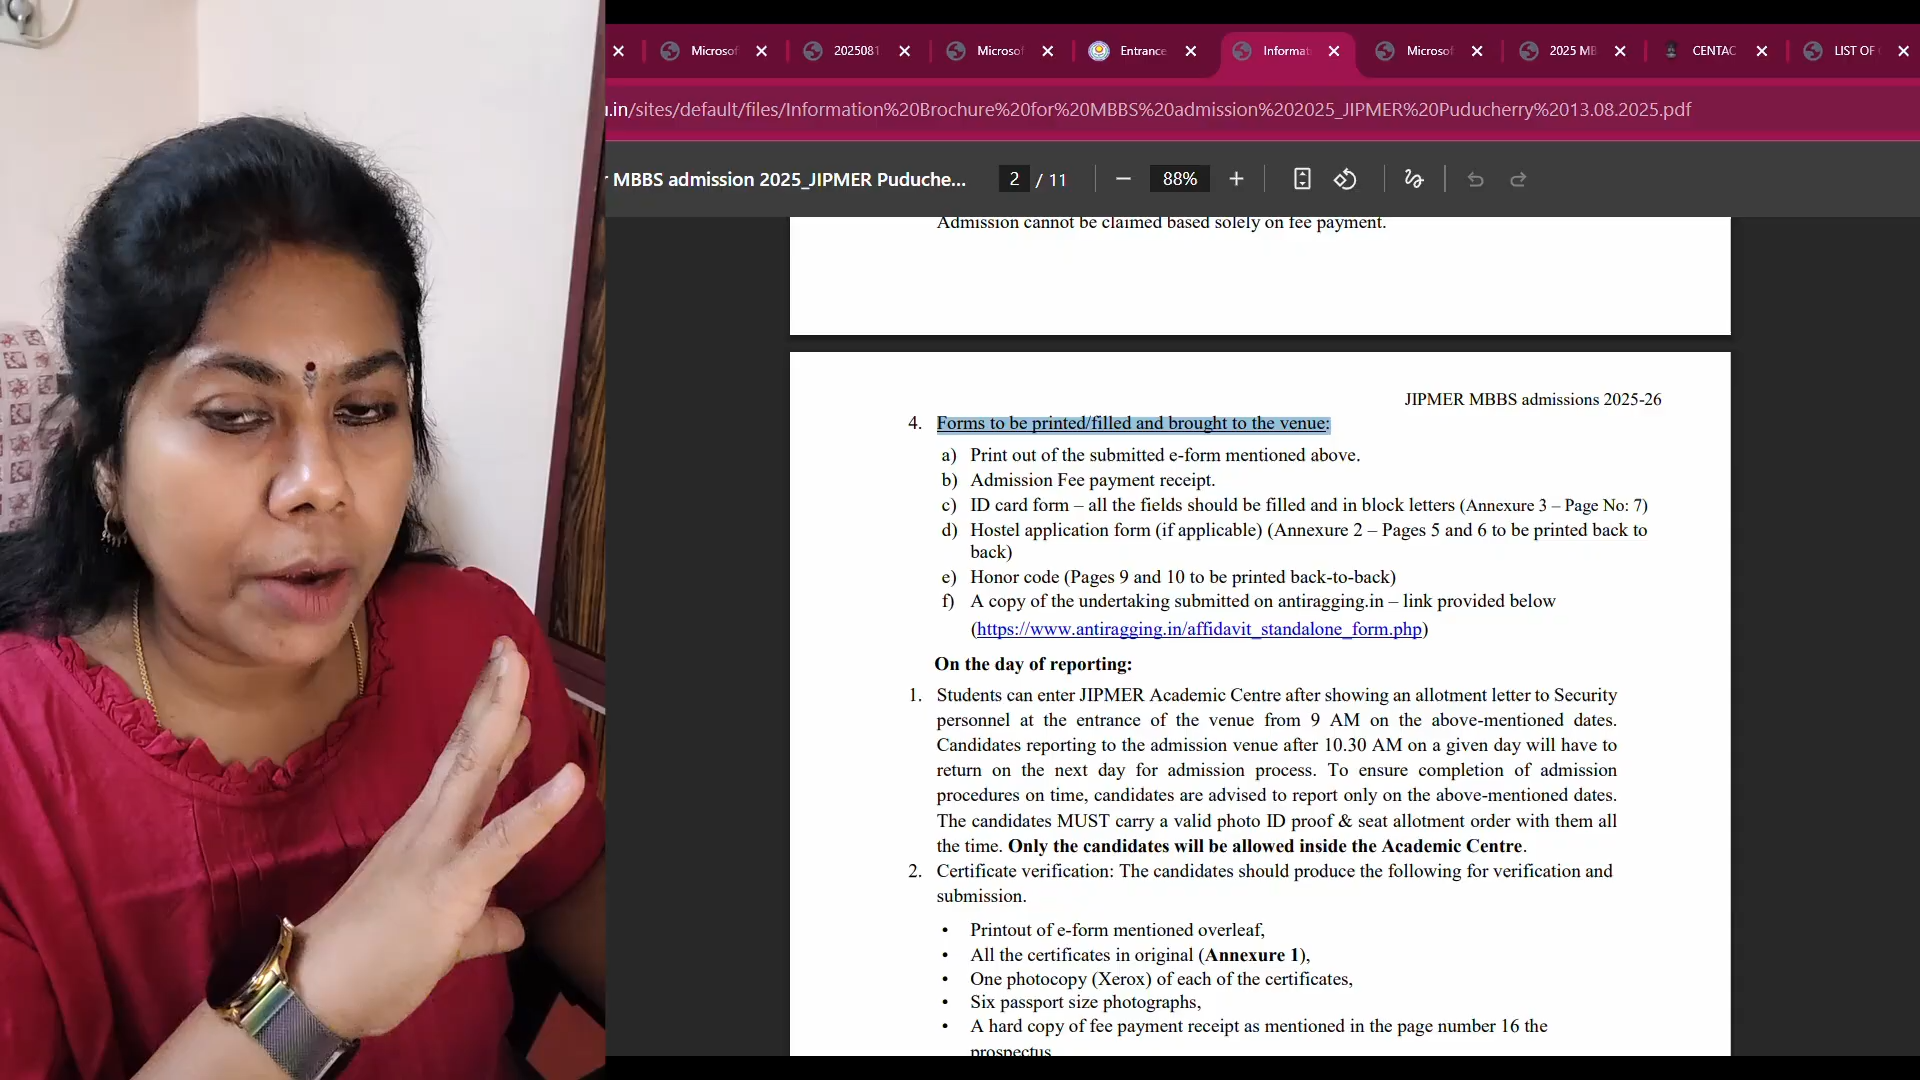 Microsof
2025081
Microsof
Entrance
Informat
Microsof
2025 MB
CENTAC
LIST OF
.in/sites/default/files/Information%20Brochure%20for%20MBBS%20admission%202025_JIPMER%20Puducherry%2013.08.2025.pdf
r MBBS admission 2025_JIPMER Puduche...
2 / 11
88%
Admission cannot be claimed based solely on fee payment.
JIPMER MBBS admissions 2025-26
4. Forms to be printed/filled and brought to the venue:
a) Print out of the submitted e-form mentioned above.
b) Admission Fee payment receipt.
c) ID card form – all the fields should be filled and in block letters (Annexure 3 – Page No: 7)
d) Hostel application form (if applicable) (Annexure 2 – Pages 5 and 6 to be printed back to
back)
e) Honor code (Pages 9 and 10 to be printed back-to-back)
f) A copy of the undertaking submitted on antiragging.in – link provided below
(https://www.antiragging.in/affidavit_standalone_form.php)
On the day of reporting:
1. Students can enter JIPMER Academic Centre after showing an allotment letter to Security
personnel at the entrance of the venue from 9 AM on the above-mentioned dates.
Candidates reporting to the admission venue after 10.30 AM on a given day will have to
return on the next day for admission process. To ensure completion of admission
procedures on time, candidates are advised to report only on the above-mentioned dates.
The candidates MUST carry a valid photo ID proof & seat allotment order with them all
the time. Only the candidates will be allowed inside the Academic Centre.
2. Certificate verification: The candidates should produce the following for verification and
submission.
• Printout of e-form mentioned overleaf,
• All the certificates in original (Annexure 1),
• One photocopy (Xerox) of each of the certificates,
• Six passport size photographs,
• A hard copy of fee payment receipt as mentioned in the page number 16 the
prospectus